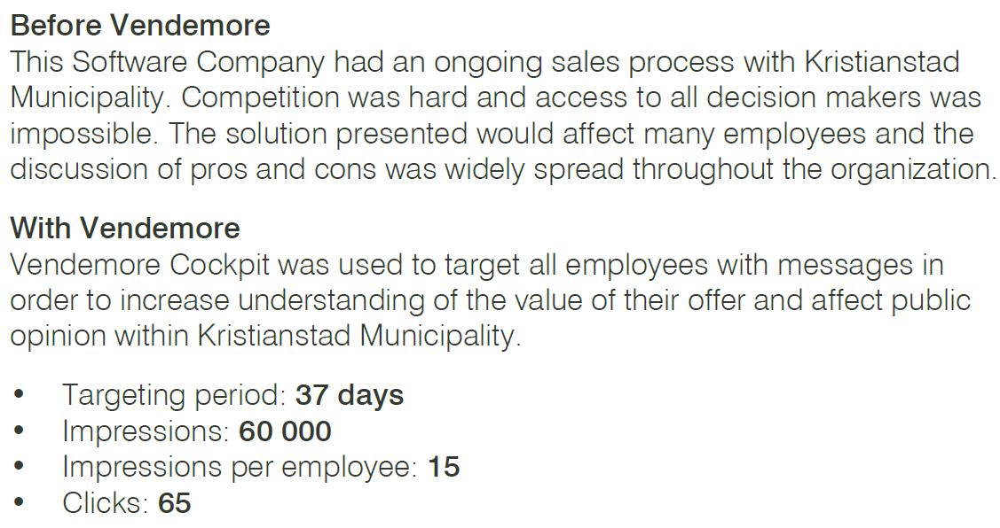 Before Vendemore
This Software Company had an ongoing sales process with Kristianstad
Municipality. Competition was hard and access to all decision makers was
impossible. The solution presented would affect many employees and the
discussion of pros and cons was widely spread throughout the organization.
With Vendemore
Vendemore Cockpit was used to target all employees with messages in
order to increase understanding of the value of their offer and affect public
opinion within Kristianstad Municipality.
• Targeting period: 37 days
• Impressions: 60 000
• Impressions per employee: 15
• Clicks: 65